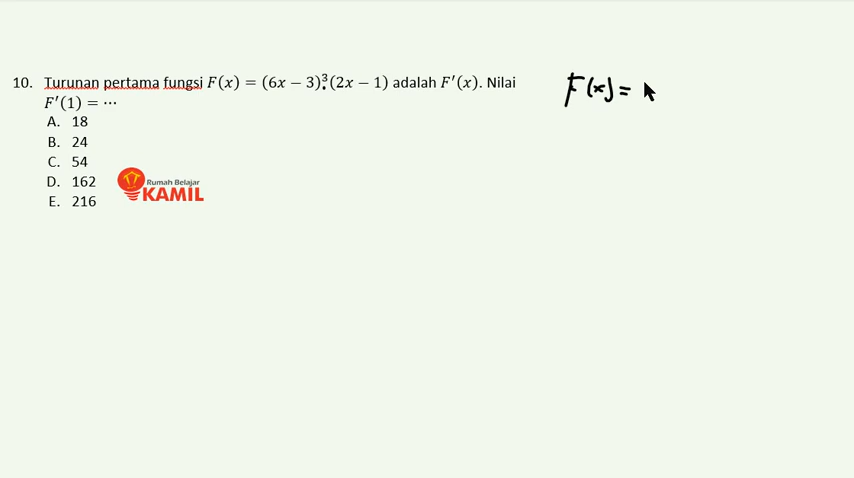 10. Turunan pertama fungsi F(x) = (6x − 3)³.(2x − 1) adalah F′(x). Nilai
F′(1) = ⋯
A. 18
B. 24
C. 54
D. 162
E. 216
Rumah Belajar
KAMIL
F(x) =